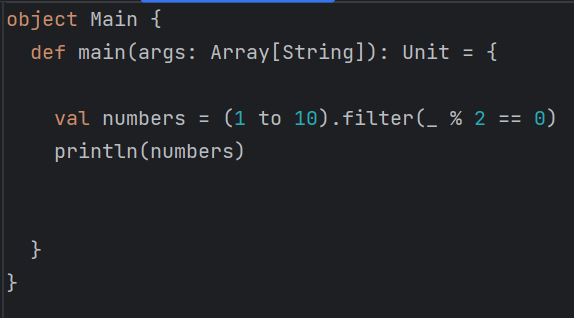 object Main {
  def main(args: Array[String]): Unit = {

    val numbers = (1 to 10).filter(_ % 2 == 0)
    println(numbers)


  }
}